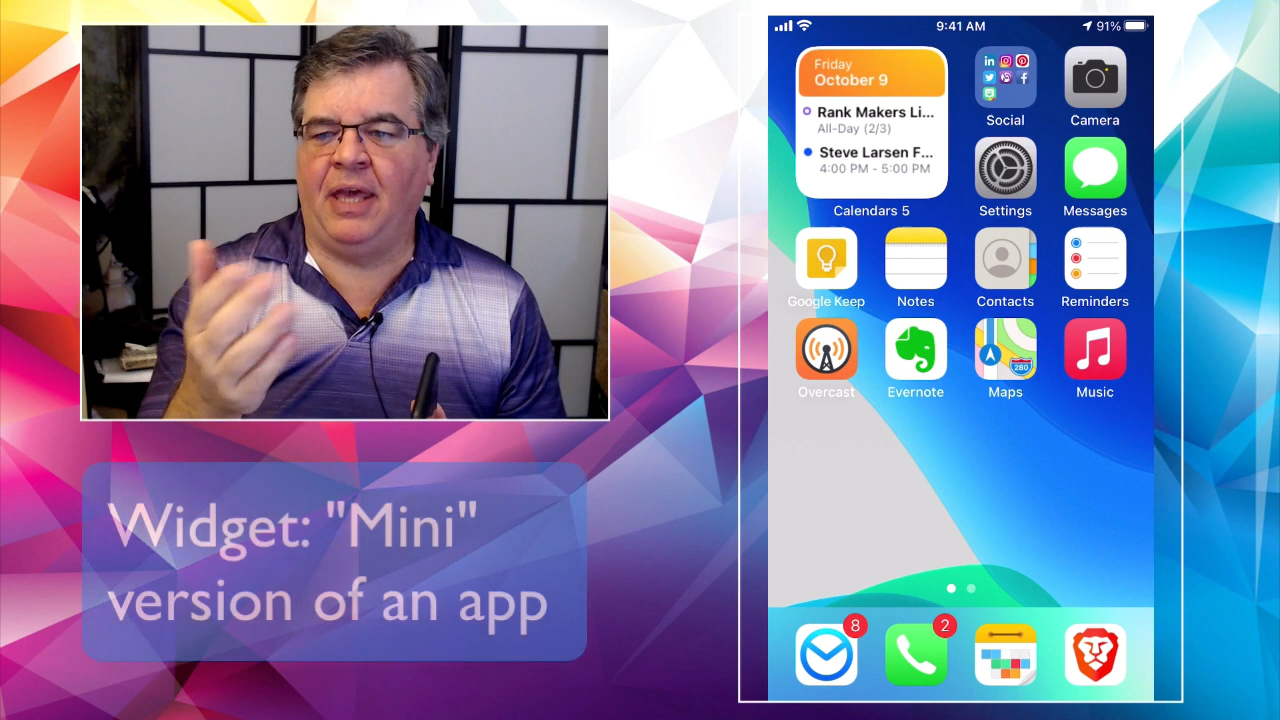 9:41 AM
91%
Friday
October 9
Rank Makers Li...
All-Day (2/3)
Steve Larsen F...
4:00 PM - 5:00 PM
Calendars 5
Social
Camera
Settings
Messages
Google Keep
Notes
Contacts
Reminders
280
Overcast
Evernote
Maps
Music
8
2
Widget: "Mini"
version of an app